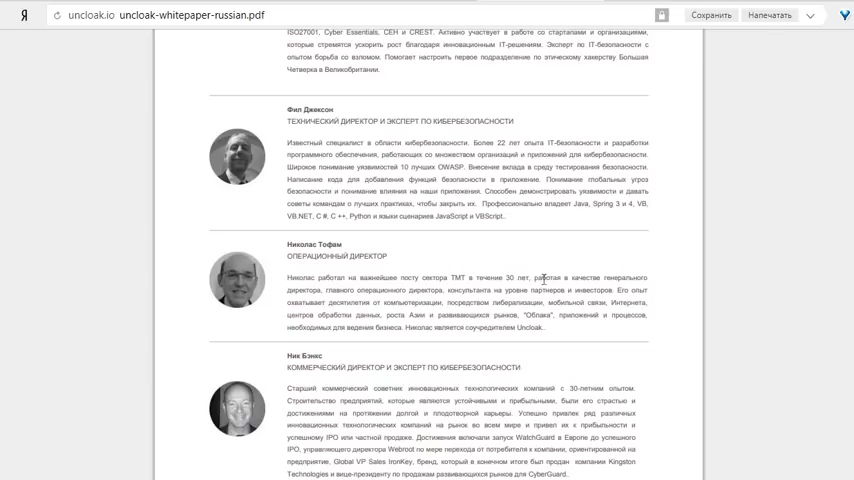 uncloak.io uncloak-whitepaper-russian.pdf
Сохранить
Напечатать
ISO27001, Cyber Essentials, CEH и CREST. Активно участвует в работе со стартапами и организациями,
которые стремятся ускорить рост благодаря инновационным IT-решениям. Эксперт по IT-безопасности с
опытом борьба со взломом. Помогает настроить первое подразделение по этическому хакерству Большая
Четверка в Великобритании.
Фил Джексон
ТЕХНИЧЕСКИЙ ДИРЕКТОР И ЭКСПЕРТ ПО КИБЕРБЕЗОПАСНОСТИ
Известный специалист в области кибербезопасности. Более 22 лет опыта IT-безопасности и разработки
программного обеспечения, работающих со множеством организаций и приложений для кибербезопасности.
Широкое понимание уязвимостей 10 лучших OWASP. Внесение вклада в среду тестирования безопасности.
Написание кода для добавления функций безопасности в приложение. Понимание глобальных угроз
безопасности и понимание влияния на наши приложения. Способен демонстрировать уязвимости и давать
советы командам о лучших практиках, чтобы закрыть их. Профессионально владеет Java, Spring 3 и 4, VB,
VB.NET, C #, C ++, Python и языки сценариев JavaScript и VBScript..
Николас Тофам
ОПЕРАЦИОННЫЙ ДИРЕКТОР
Николас работал на важнейшее посту сектора ТМТ в течение 30 лет, работая в качестве генерального
директора, главного операционного директора, консультанта на уровне партнеров и инвесторов. Его опыт
охватывает десятилетия от компьютеризации, посредством либерализации, мобильной связи, Интернета,
центров обработки данных, роста Азии и развивающихся рынков, "Облака", приложений и процессов,
необходимых для ведения бизнеса. Николас является соучредителем Uncloak..
Ник Бэнкс
КОММЕРЧЕСКИЙ ДИРЕКТОР И ЭКСПЕРТ ПО КИБЕРБЕЗОПАСНОСТИ
Старший коммерческий советник инновационных технологических компаний с 30-летним опытом.
Строительство предприятий, которые являются устойчивыми и прибыльными, были его страстью и
достижениями на протяжении долгой и плодотворной карьеры. Успешно привлек ряд различных
инновационных технологических компаний на рынок во всем мире и привел их к прибыльности и
успешному IPO или частной продаже. Достижения включали запуск WatchGuard в Европе до успешного
IPO, управляющего директора Webroot по мере перехода от потребителя к компании, ориентированной на
предприятие, Global VP Sales IronKey, бренд, который в конечном итоге был продан компании Kingston
Technologies и вице-президенту по продажам развивающихся рынков для CyberGuard..